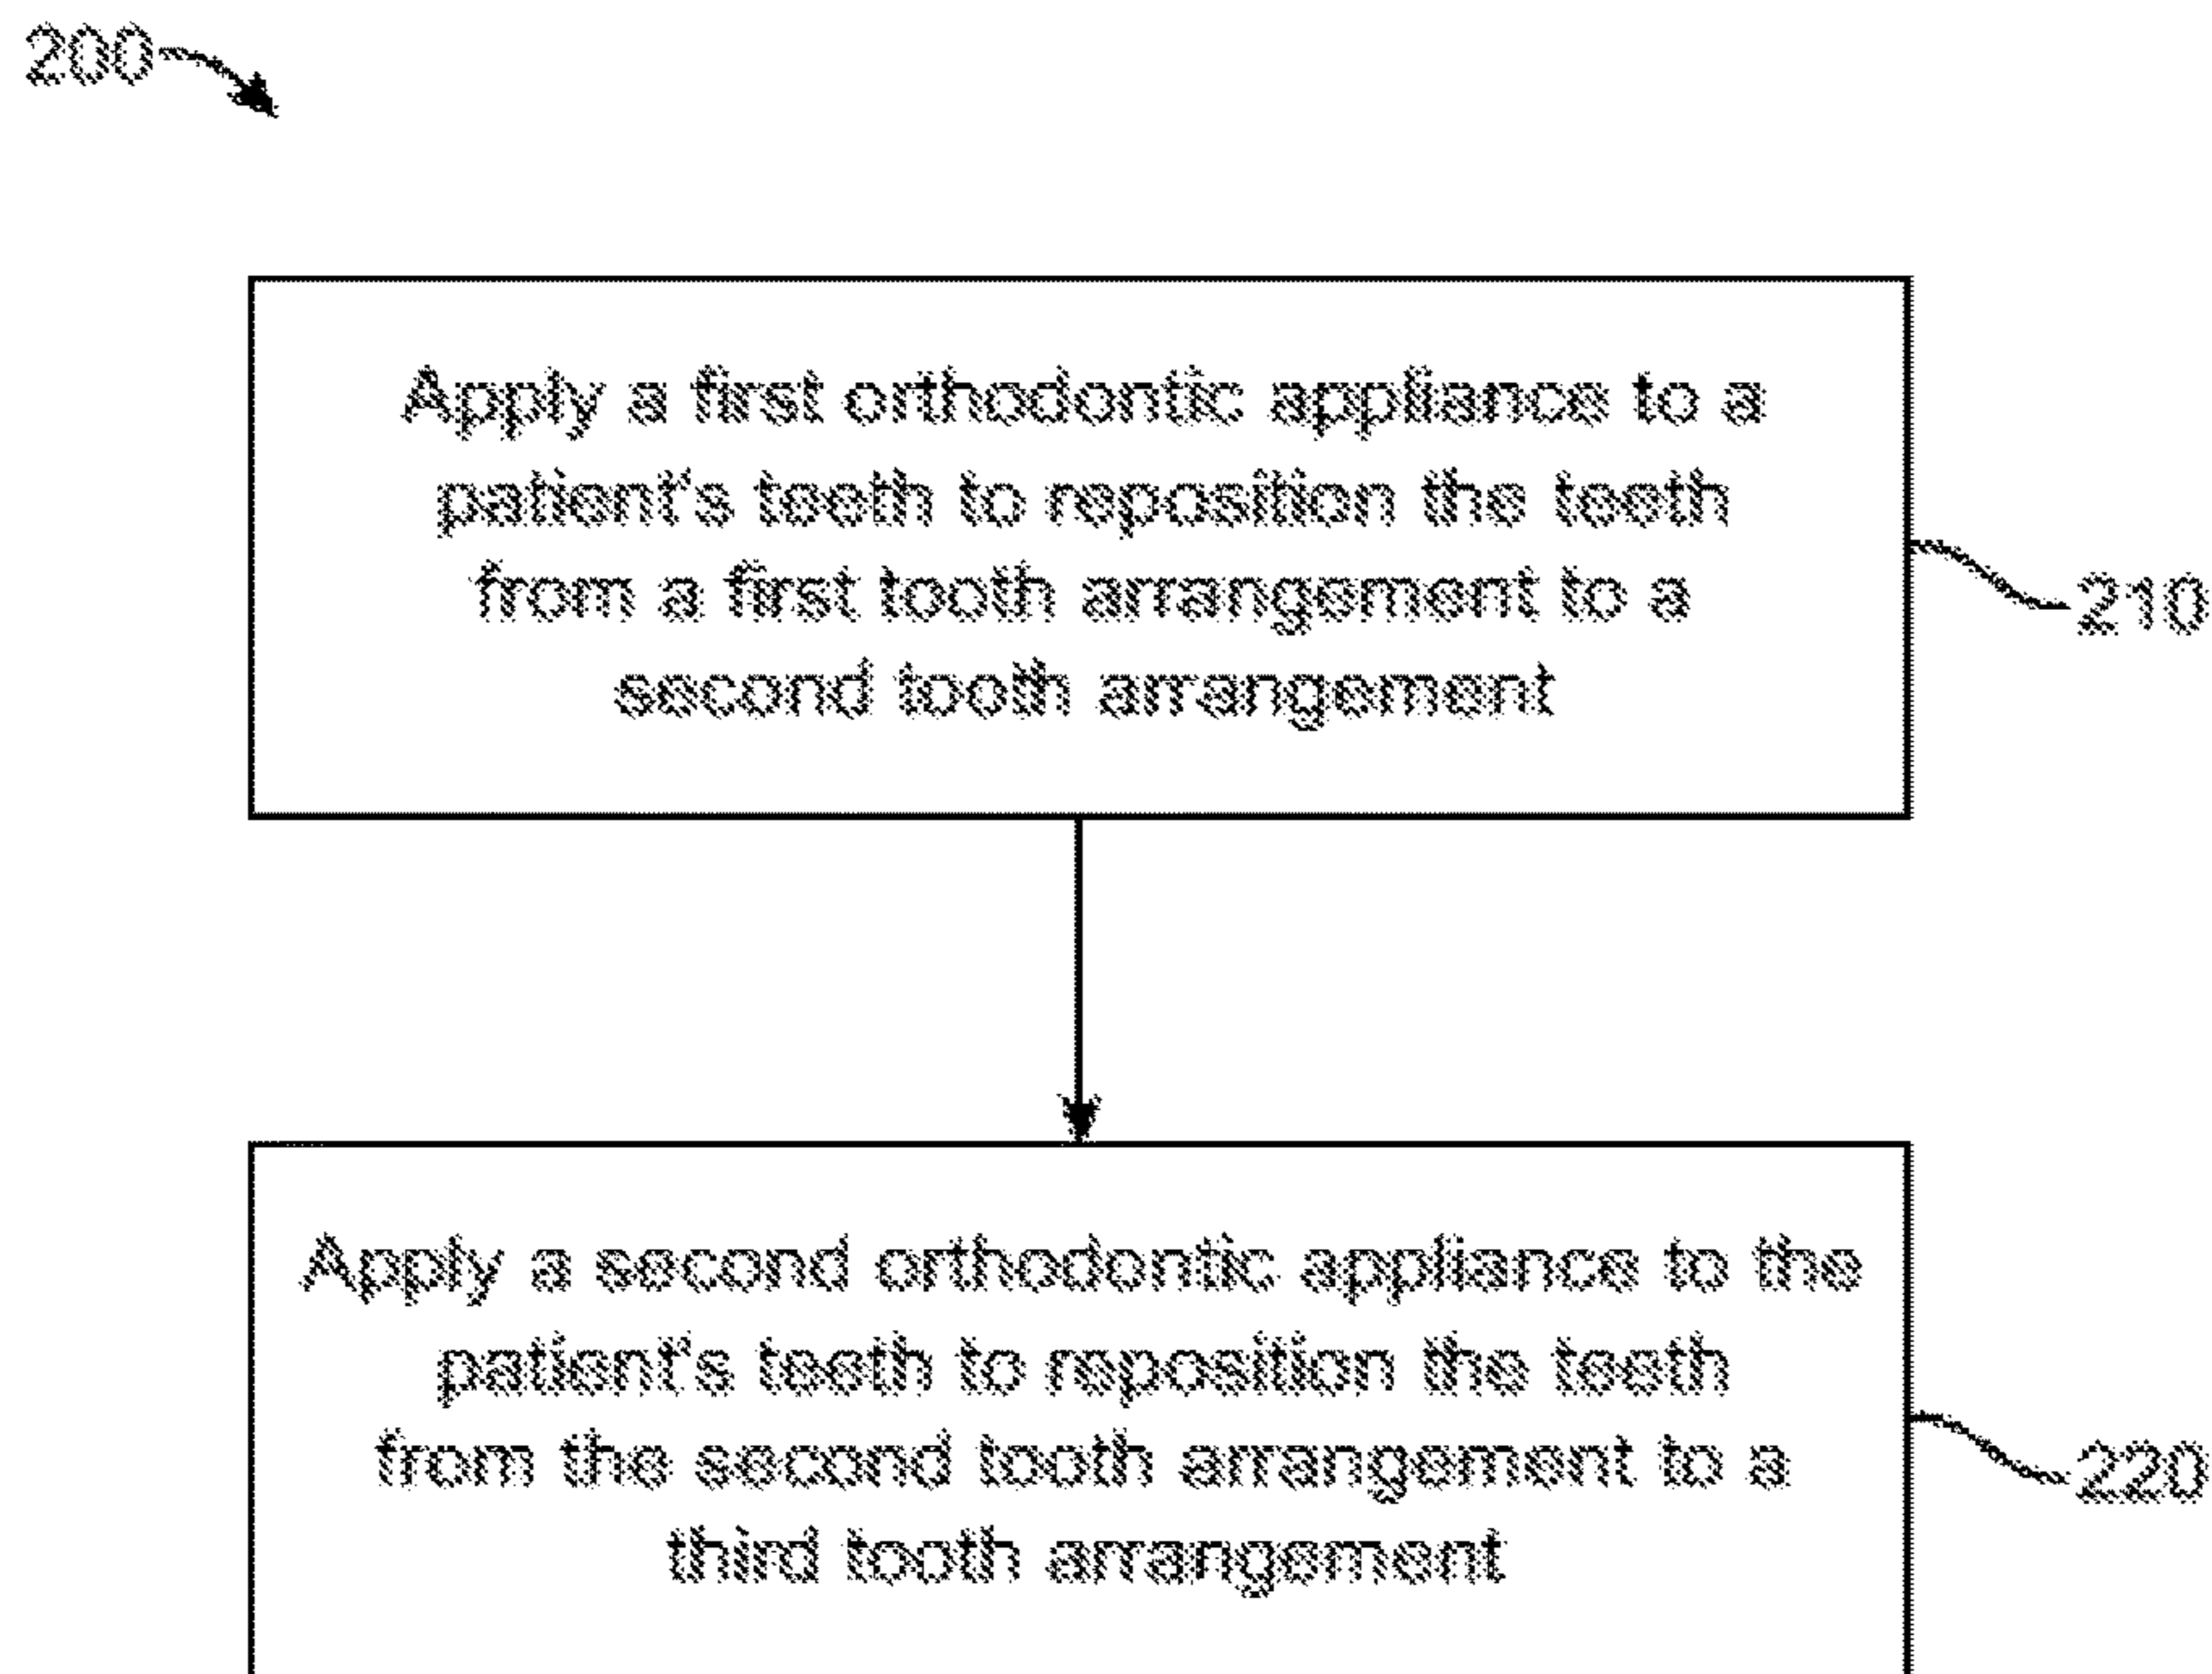 200
Apply a first orthodontic appliance to a
patient's teeth to reposition the teeth
from a first tooth arrangement to a
second tooth arrangement
210
Apply a second orthodontic appliance to the
patient's teeth to reposition the teeth
from the second tooth arrangement to a
third tooth arrangement
220